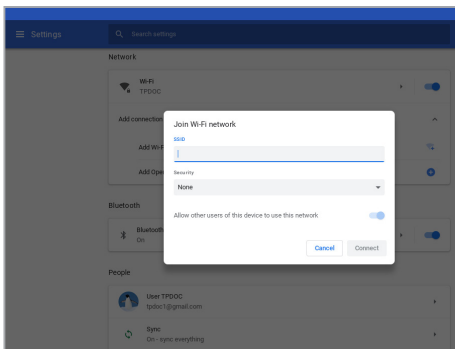 Settings
Search settings
Network
Wi-Fi
TPDOC
Add connection
Join Wi-Fi network
SSID
Add Wi-F
Security
None
Add Ope
Allow other users of this device to use this network
Bluetooth
Bluetooth
On
Cancel
Connect
People
User TPDOC
tpdoc1@gmail.com
Sync
On - sync everything